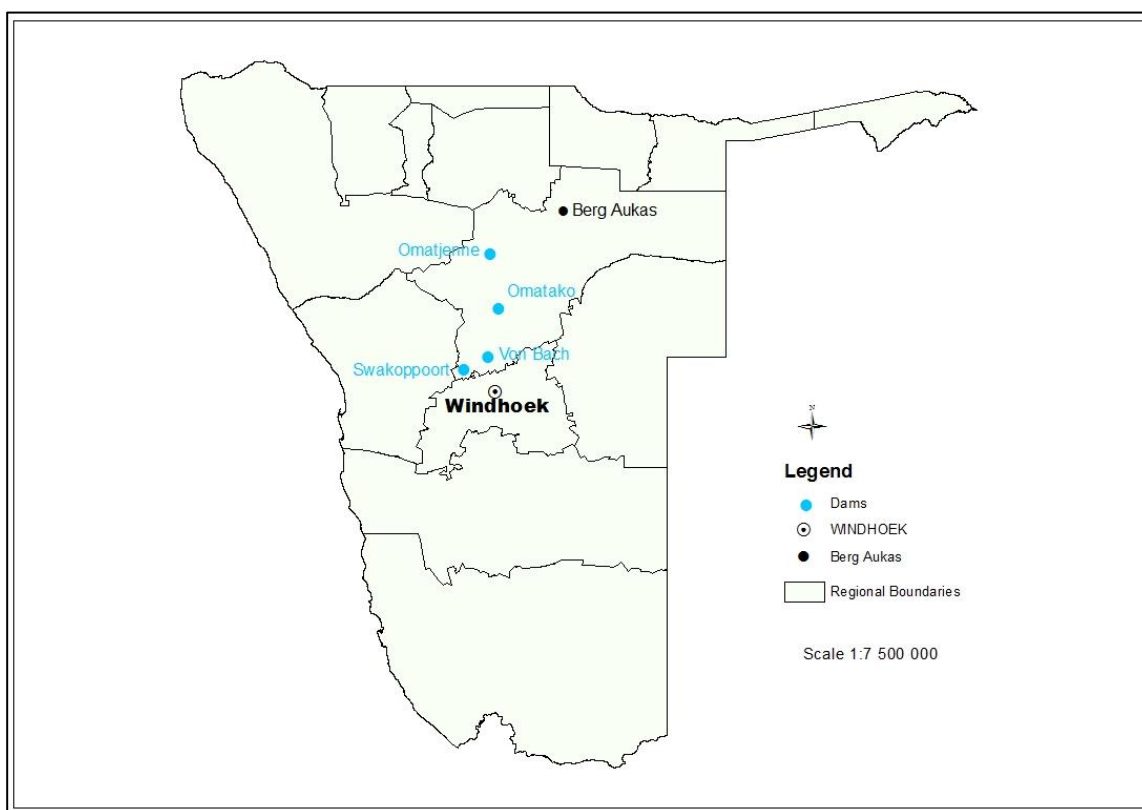 Berg Aukas
Omatjenne
Omatako
Von Bach
Swakoppoort
Windhoek
N
Legend
Dams
WINDHOEK
Berg Aukas
Regional Boundaries
Scale 1:7 500 000